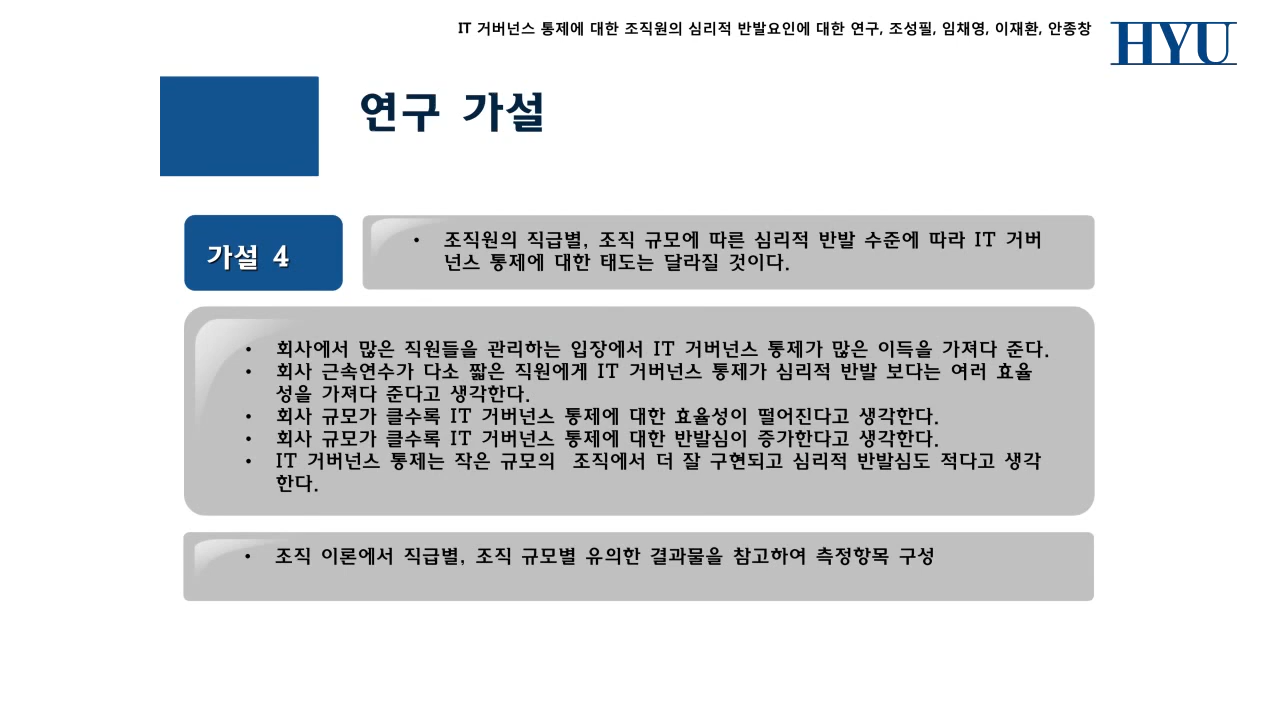 IT 거버넌스 통제에 대한 조직원의 심리적 반발요인에 대한 연구, 조성필, 임채영, 이재환, 안종창
HYU
연구 가설
가설 4
• 조직원의 직급별, 조직 규모에 따른 심리적 반발 수준에 따라 IT 거버
넌스 통제에 대한 태도는 달라질 것이다.
• 회사에서 많은 직원들을 관리하는 입장에서 IT 거버넌스 통제가 많은 이득을 가져다 준다.
• 회사 근속연수가 다소 짧은 직원에게 IT 거버넌스 통제가 심리적 반발 보다는 여러 효율
성을 가져다 준다고 생각한다.
• 회사 규모가 클수록 IT 거버넌스 통제에 대한 효율성이 떨어진다고 생각한다.
• 회사 규모가 클수록 IT 거버넌스 통제에 대한 반발심이 증가한다고 생각한다.
• IT 거버넌스 통제는 작은 규모의 조직에서 더 잘 구현되고 심리적 반발심도 적다고 생각
한다.
• 조직 이론에서 직급별, 조직 규모별 유의한 결과물을 참고하여 측정항목 구성